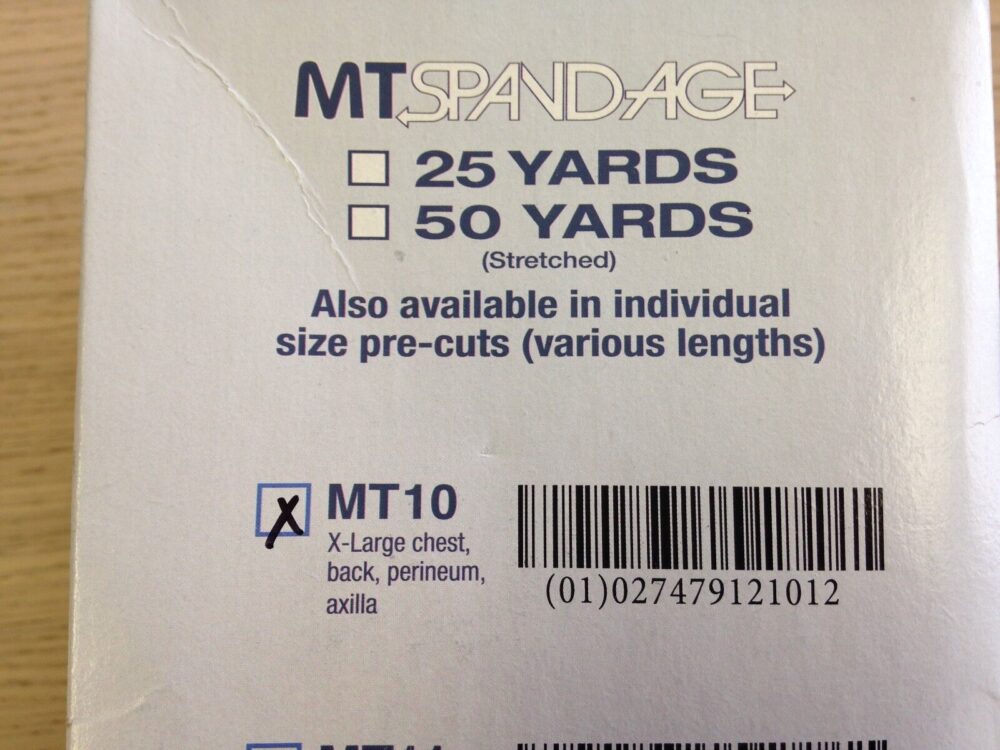 MT SPANDAGE
25 YARDS
50 YARDS
(Stretched)
Also available in individual
size pre-cuts (various lengths)
X MT10
X-Large chest,
back, perineum,
axilla
(01)027479121012